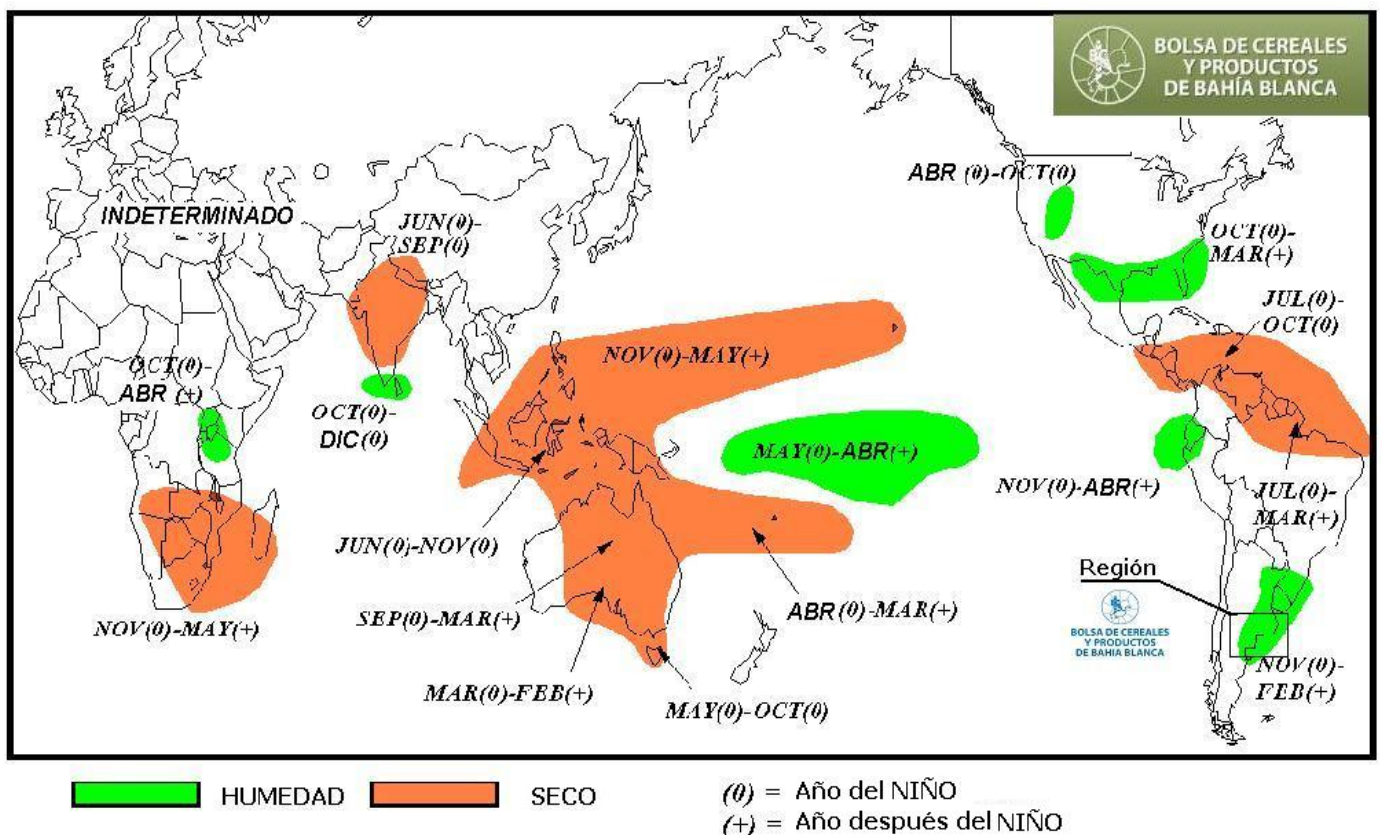 BOLSA DE CEREALES
Y PRODUCTOS
DE BAHÍA BLANCA
ABR (0)-OCT(0)
INDETERMINADO
JUN(0)-
SEP(0)
OCT(0)-
MAR(+)
JUL(0)-
OCT(0)
NOV(0)-MAY(+)
OCT(0)-
ABR (+)
OCT(0)-
DIC(0)
MAY(0)-ABR(+)
NOV(0)-ABR(+)
JUL(0)-
MAR(+)
JUN(0)-NOV(0)
Región
SEP(0)-MAR(+)
ABR (0)-MAR(+)
NOV(0)-MAY(+)
BOLSA DE CEREALES
Y PRODUCTOS
DE BAHIA BLANCA
NOV(0)-
FEB(+)
MAR(0)-FEB(+)
MAY(0)-OCT(0)
HUMEDAD
SECO
(0) = Año del NIÑO
(+) = Año después del NIÑO